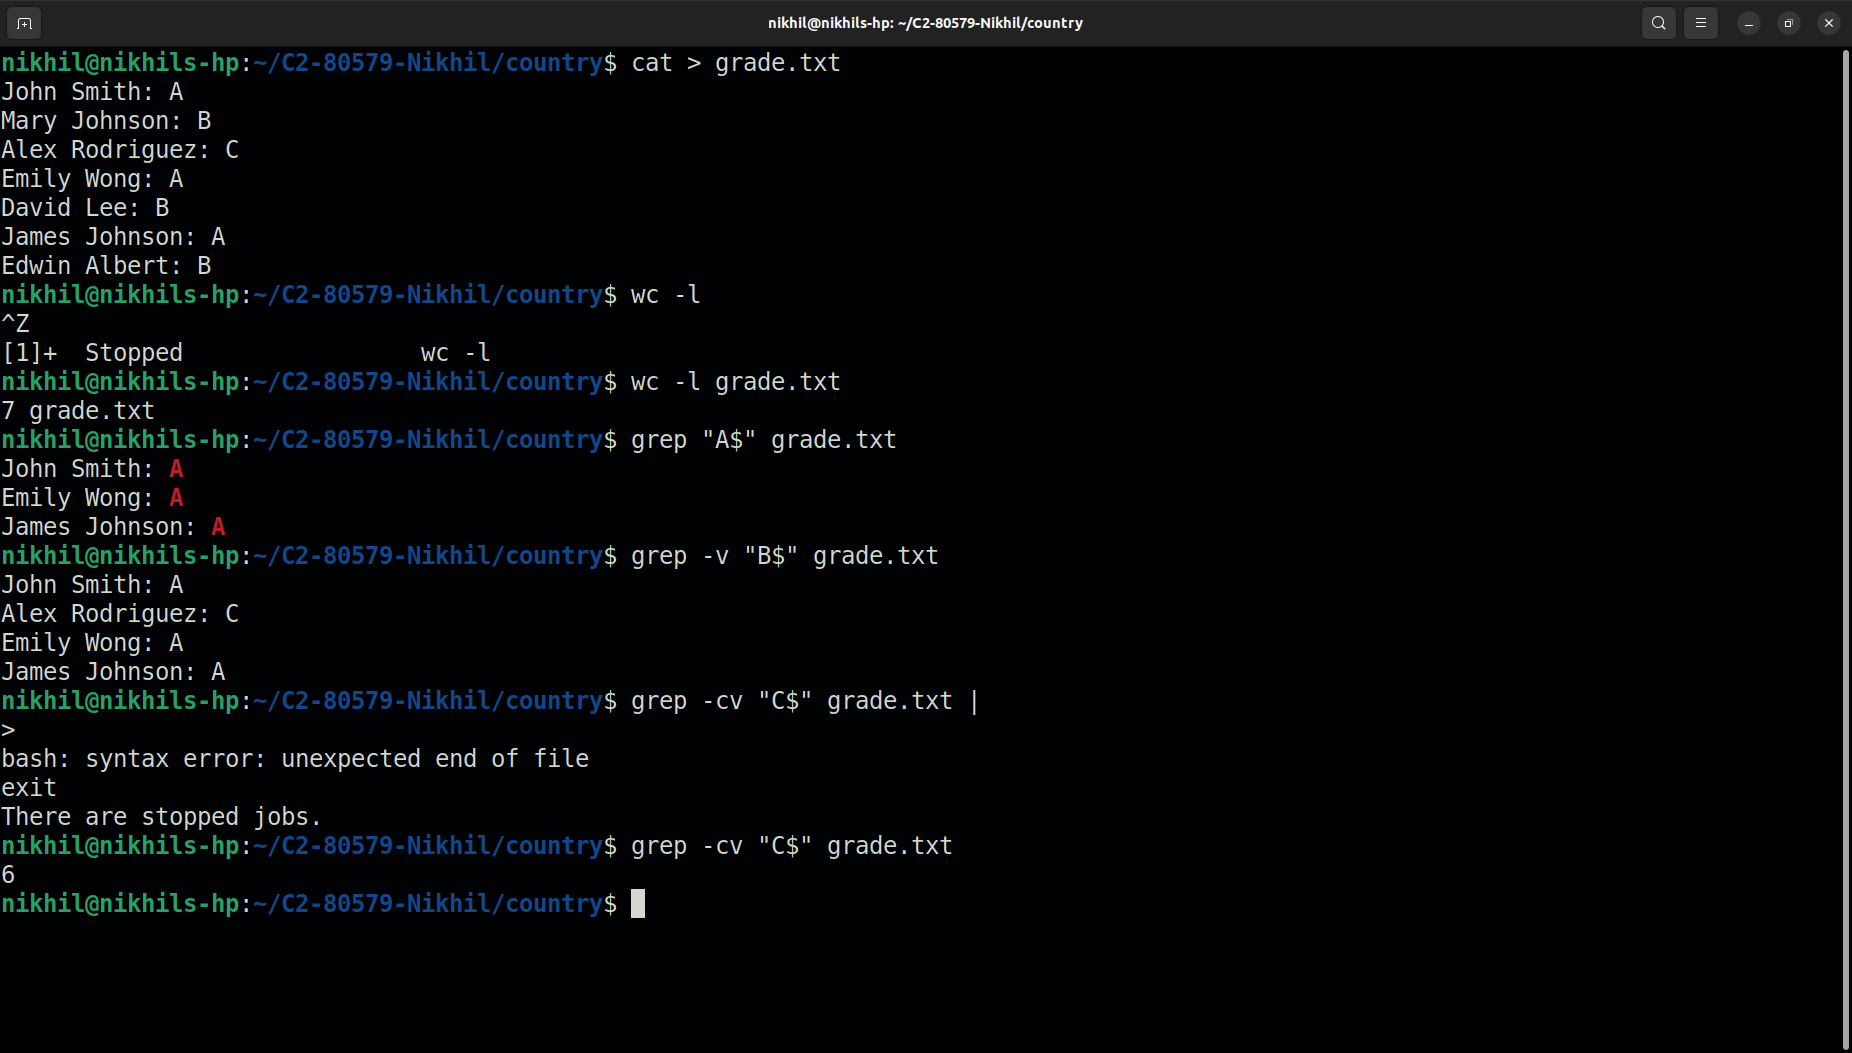 nikhil@nikhils-hp: ~/C2-80579-Nikhil/country
nikhil@nikhils-hp:~/C2-80579-Nikhil/country$ cat > grade.txt
John Smith: A
Mary Johnson: B
Alex Rodriguez: C
Emily Wong: A
David Lee: B
James Johnson: A
Edwin Albert: B
nikhil@nikhils-hp:~/C2-80579-Nikhil/country$ wc -l
^Z
[1]+  Stopped                 wc -l
nikhil@nikhils-hp:~/C2-80579-Nikhil/country$ wc -l grade.txt
7 grade.txt
nikhil@nikhils-hp:~/C2-80579-Nikhil/country$ grep "A$" grade.txt
John Smith: A
Emily Wong: A
James Johnson: A
nikhil@nikhils-hp:~/C2-80579-Nikhil/country$ grep -v "B$" grade.txt
John Smith: A
Alex Rodriguez: C
Emily Wong: A
James Johnson: A
nikhil@nikhils-hp:~/C2-80579-Nikhil/country$ grep -cv "C$" grade.txt |
>
bash: syntax error: unexpected end of file
exit
There are stopped jobs.
nikhil@nikhils-hp:~/C2-80579-Nikhil/country$ grep -cv "C$" grade.txt
6
nikhil@nikhils-hp:~/C2-80579-Nikhil/country$